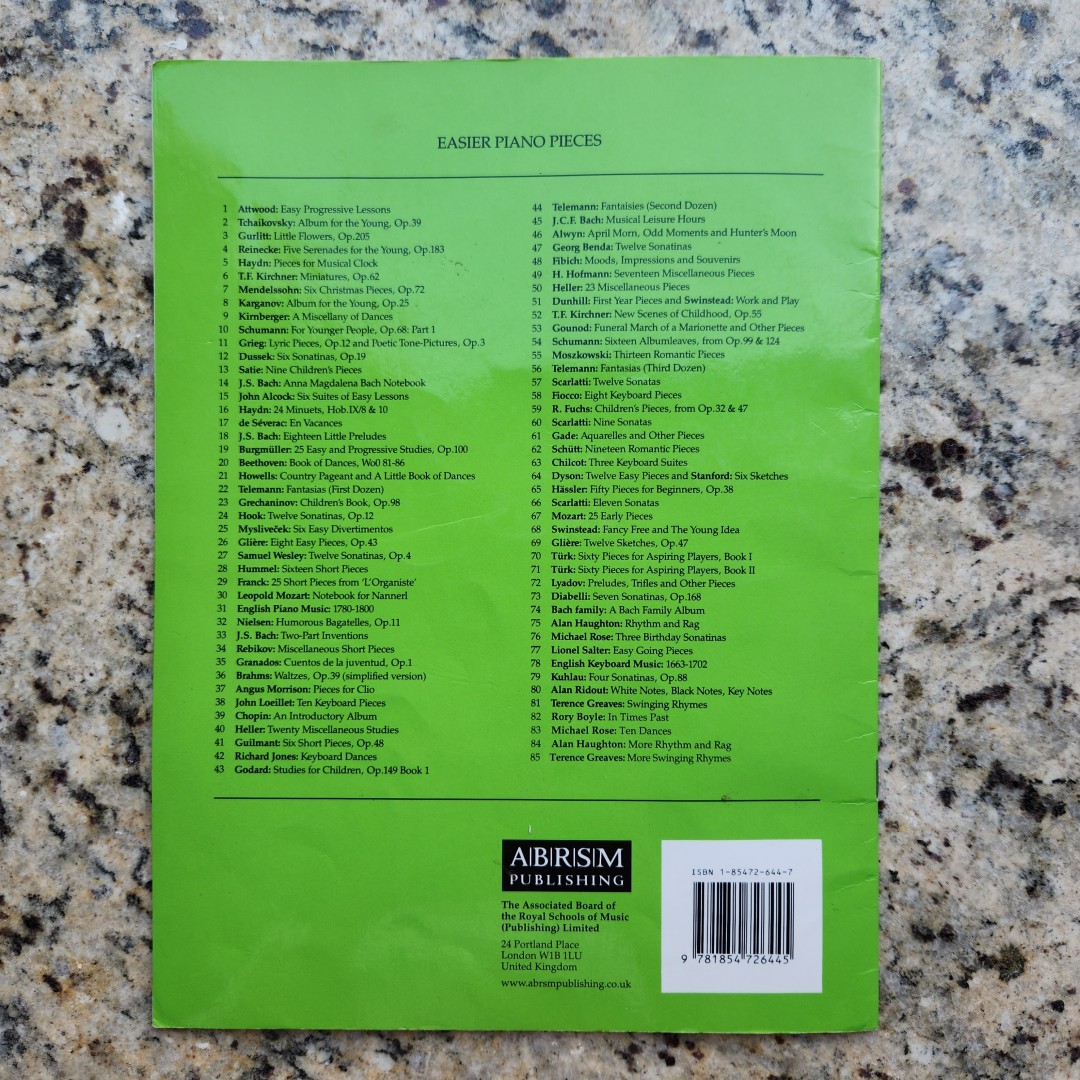 EASIER PIANO PIECES
1 Attwood: Easy Progressive Lessons
2 Tchaikovsky: Album for the Young, Op.39
3 Gurlitt: Little Flowers, Op.205
4 Reinecke: Five Serenades for the Young, Op.183
5 Haydn: Pieces for Musical Clock
6 T.F. Kirchner: Miniatures, Op.62
7 Mendelssohn: Six Christmas Pieces, Op.72
8 Karganov: Album for the Young, Op.25
9 Kirnberger: A Miscellany of Dances
10 Schumann: For Younger People, Op.68: Part 1
11 Grieg: Lyric Pieces, Op.12 and Poetic Tone-Pictures, Op.3
12 Dussek: Six Sonatinas, Op.19
13 Satie: Nine Children's Pieces
14 J.S. Bach: Anna Magdalena Bach Notebook
15 John Alcock: Six Suites of Easy Lessons
16 Haydn: 24 Minuets, Hob.IX/8 & 10
17 de Séverac: En Vacances
18 J.S. Bach: Eighteen Little Preludes
19 Burgmüller: 25 Easy and Progressive Studies, Op.100
20 Beethoven: Book of Dances, Wo0 81-86
21 Howells: Country Pageant and A Little Book of Dances
22 Telemann: Fantasias (First Dozen)
23 Grechaninov: Children's Book, Op.98
24 Hook: Twelve Sonatinas, Op.12
25 Mysliveček: Six Easy Divertimentos
26 Glière: Eight Easy Pieces, Op.43
27 Samuel Wesley: Twelve Sonatinas, Op.4
28 Hummel: Sixteen Short Pieces
29 Franck: 25 Short Pieces from 'L'Organiste'
30 Leopold Mozart: Notebook for Nannerl
31 English Piano Music: 1780-1800
32 Nielsen: Humorous Bagatelles, Op.11
33 J.S. Bach: Two-Part Inventions
34 Rebikov: Miscellaneous Short Pieces
35 Granados: Cuentos de la juventud, Op.1
36 Brahms: Waltzes, Op.39 (simplified version)
37 Angus Morrison: Pieces for Clio
38 John Loeillet: Ten Keyboard Pieces
39 Chopin: An Introductory Album
40 Heller: Twenty Miscellaneous Studies
41 Guilmant: Six Short Pieces, Op.48
42 Richard Jones: Keyboard Dances
43 Godard: Studies for Children, Op.149 Book 1
44 Telemann: Fantaisies (Second Dozen)
45 J.C.F. Bach: Musical Leisure Hours
46 Alwyn: April Morn, Odd Moments and Hunter's Moon
47 Georg Benda: Twelve Sonatinas
48 Fibich: Moods, Impressions and Souvenirs
49 H. Hofmann: Seventeen Miscellaneous Pieces
50 Heller: 23 Miscellaneous Pieces
51 Dunhill: First Year Pieces and Swinstead: Work and Play
52 T.F. Kirchner: New Scenes of Childhood, Op.55
53 Gounod: Funeral March of a Marionette and Other Pieces
54 Schumann: Sixteen Albumleaves, from Op.99 & 124
55 Moszkowski: Thirteen Romantic Pieces
56 Telemann: Fantasias (Third Dozen)
57 Scarlatti: Twelve Sonatas
58 Fiocco: Eight Keyboard Pieces
59 R. Fuchs: Children's Pieces, from Op.32 & 47
60 Scarlatti: Nine Sonatas
61 Gade: Aquarelles and Other Pieces
62 Schütt: Nineteen Romantic Pieces
63 Chilcot: Three Keyboard Suites
64 Dyson: Twelve Easy Pieces and Stanford: Six Sketches
65 Hässler: Fifty Pieces for Beginners, Op.38
66 Scarlatti: Eleven Sonatas
67 Mozart: 25 Early Pieces
68 Swinstead: Fancy Free and The Young Idea
69 Glière: Twelve Sketches, Op.47
70 Türk: Sixty Pieces for Aspiring Players, Book I
71 Türk: Sixty Pieces for Aspiring Players, Book II
72 Lyadov: Preludes, Trifles and Other Pieces
73 Diabelli: Seven Sonatinas, Op.168
74 Bach family: A Bach Family Album
75 Alan Haughton: Rhythm and Rag
76 Michael Rose: Three Birthday Sonatinas
77 Lionel Salter: Easy Going Pieces
78 English Keyboard Music: 1663-1702
79 Kuhlau: Four Sonatinas, Op.88
80 Alan Ridout: White Notes, Black Notes, Key Notes
81 Terence Greaves: Swinging Rhymes
82 Rory Boyle: In Times Past
83 Michael Rose: Ten Dances
84 Alan Haughton: More Rhythm and Rag
85 Terence Greaves: More Swinging Rhymes
A|B|R|S|M
PUBLISHING
The Associated Board of
the Royal Schools of Music
(Publishing) Limited
24 Portland Place
London W1B 1LU
United Kingdom
www.abrsmpublishing.co.uk
ISBN 1-85472-644-7
9 781854 726445